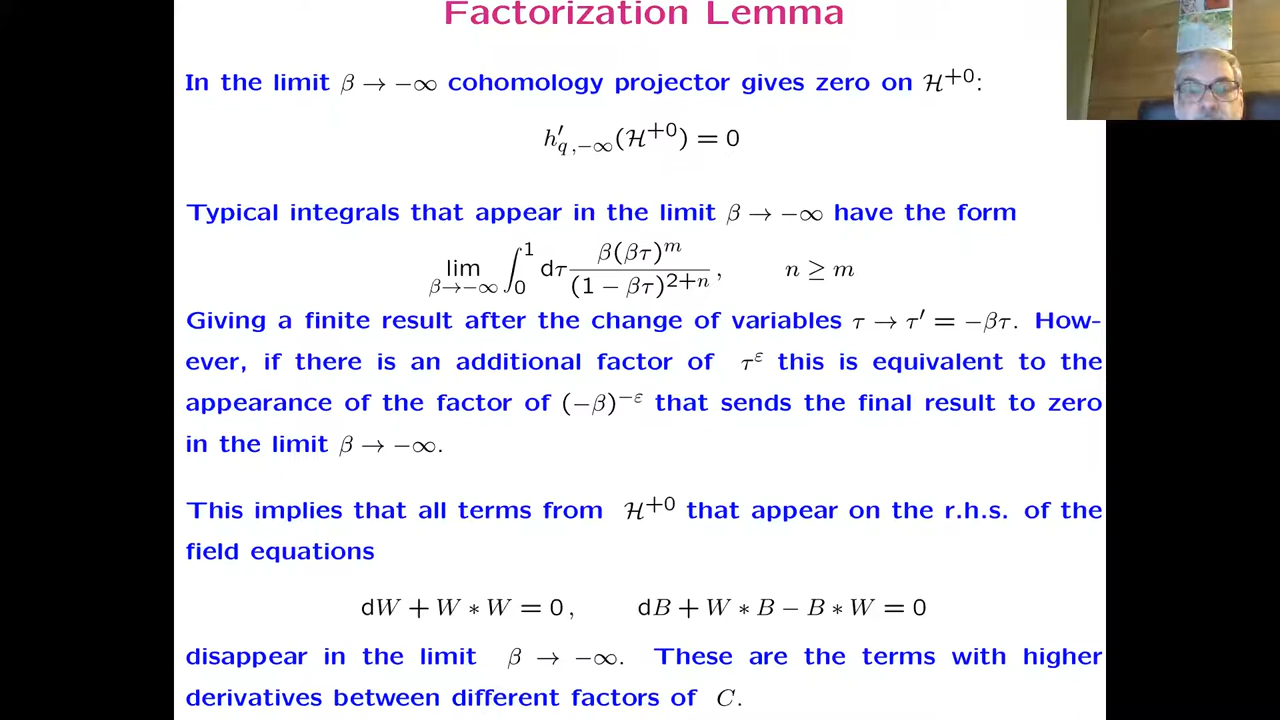 Factorization Lemma
In the limit β → −∞ cohomology projector gives zero on ℋ⁺⁰:
h′_{q,−∞}(ℋ⁺⁰) = 0
Typical integrals that appear in the limit β → −∞ have the form
lim_{β→−∞} ∫₀¹ dτ β(βτ)^m / (1 − βτ)^{2+n} , n ≥ m
Giving a finite result after the change of variables τ → τ′ = −βτ. How-
ever, if there is an additional factor of τ^ε this is equivalent to the
appearance of the factor of (−β)^{−ε} that sends the final result to zero
in the limit β → −∞.
This implies that all terms from ℋ⁺⁰ that appear on the r.h.s. of the
field equations
dW + W ∗ W = 0 , dB + W ∗ B − B ∗ W = 0
disappear in the limit β → −∞. These are the terms with higher
derivatives between different factors of C.